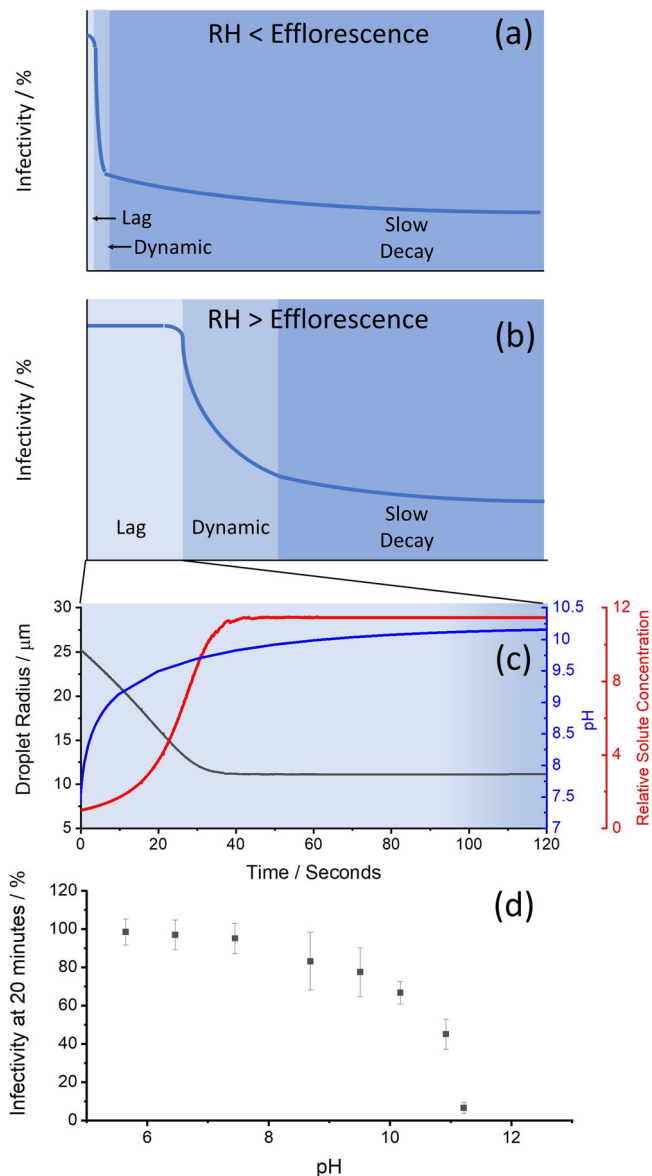 RH < Efflorescence
(a)
Infectivity / %
Lag
Dynamic
Slow
Decay
RH > Efflorescence
(b)
Infectivity / %
Lag
Dynamic
Slow
Decay
(c)
Droplet Radius / μm
30
25
20
15
10
5
0
20
40
60
80
100
120
Time / Seconds
10.5
10
9.5
9
8.5
8
7.5
7
pH
12
8
4
0
Relative Solute Concentration
(d)
Infectivity at 20 minutes / %
120
100
80
60
40
20
0
6
8
10
12
pH